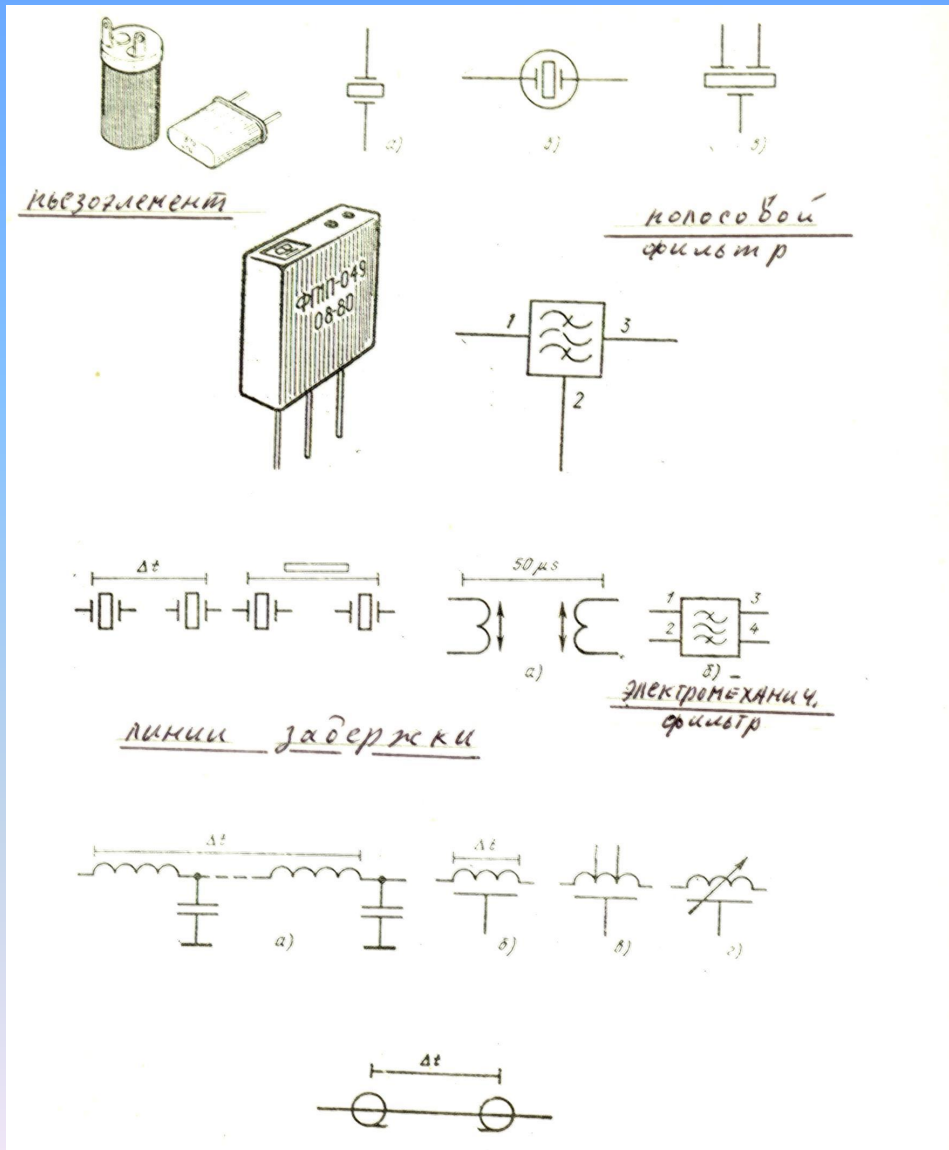 а)
б)
в)
пьезоэлемент
полосовой
фильтр
ФП1П-049
08-80
1
3
2
Δt
50 μs
1
3
2
4
а)
б)
электромеханич.
фильтр
линии задержки
Δt
Δt
а)
б)
в)
г)
Δt